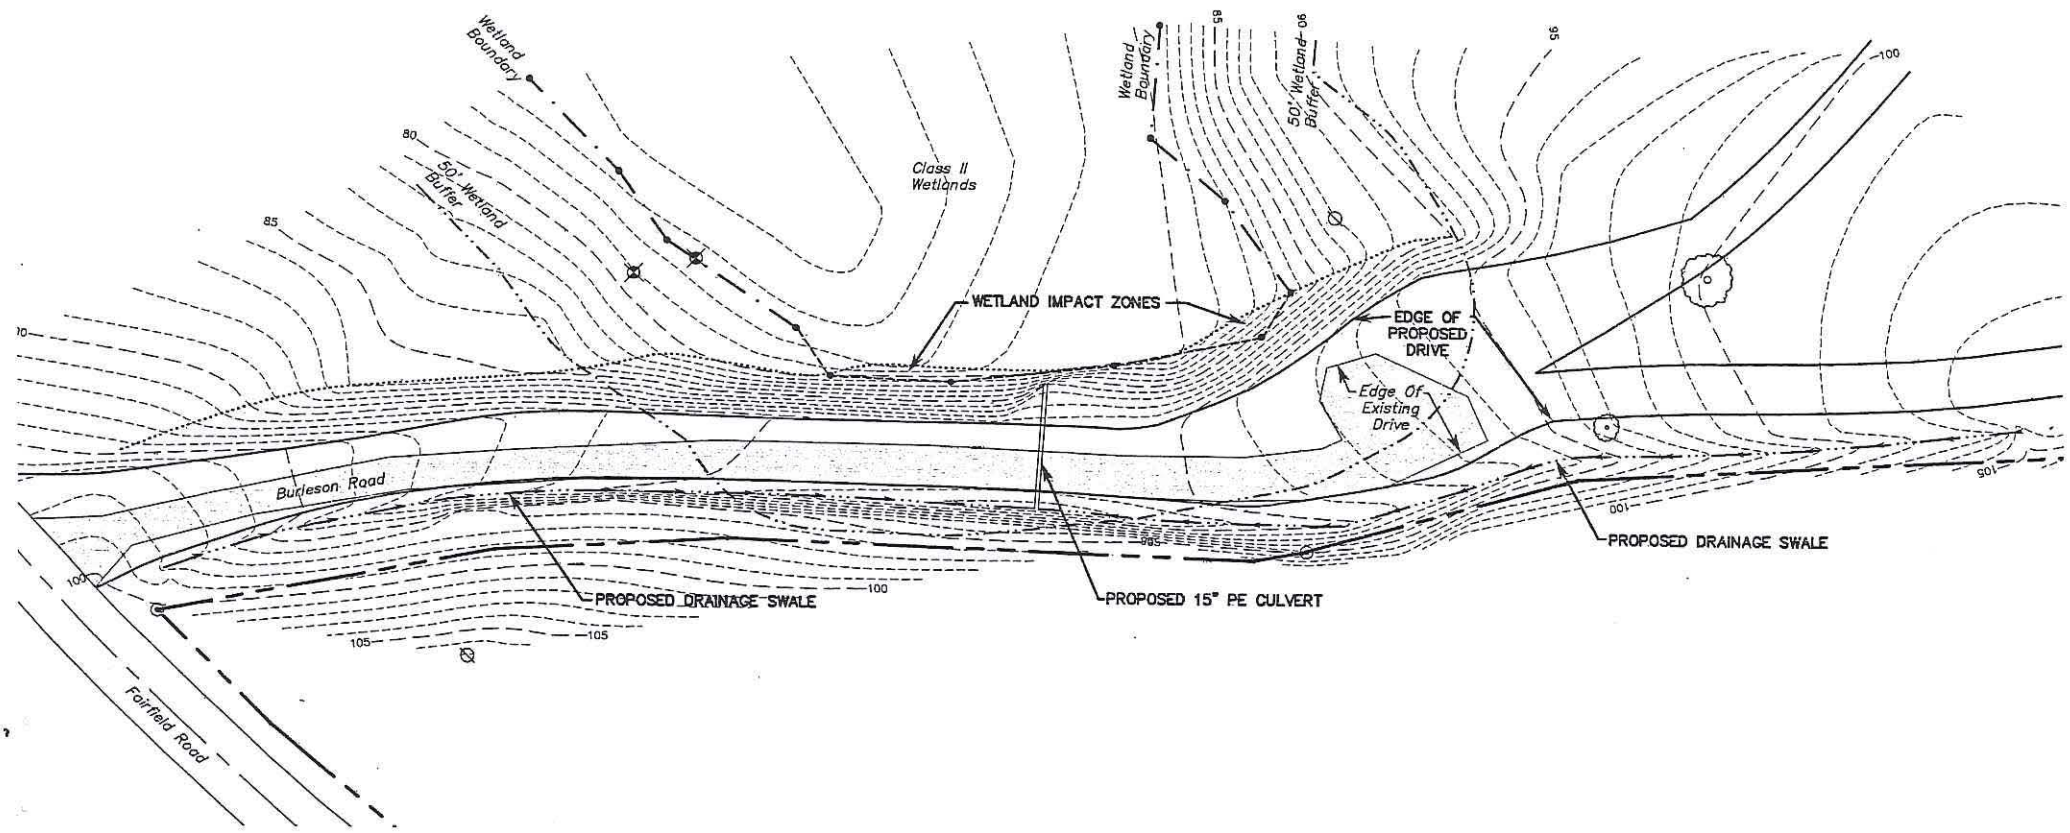 Wetland
Boundary
Wetland
Boundary
85
90
50' Wetland
Buffer
95
100
80
50' Wetland
Buffer
Class II
Wetlands
85
WETLAND IMPACT ZONES
EDGE OF
PROPOSED
DRIVE
Edge Of
Existing
Drive
Burleson Road
105
100
PROPOSED DRAINAGE SWALE
100
100
PROPOSED DRAINAGE SWALE
PROPOSED 15" PE CULVERT
105
105
Fairfield Road